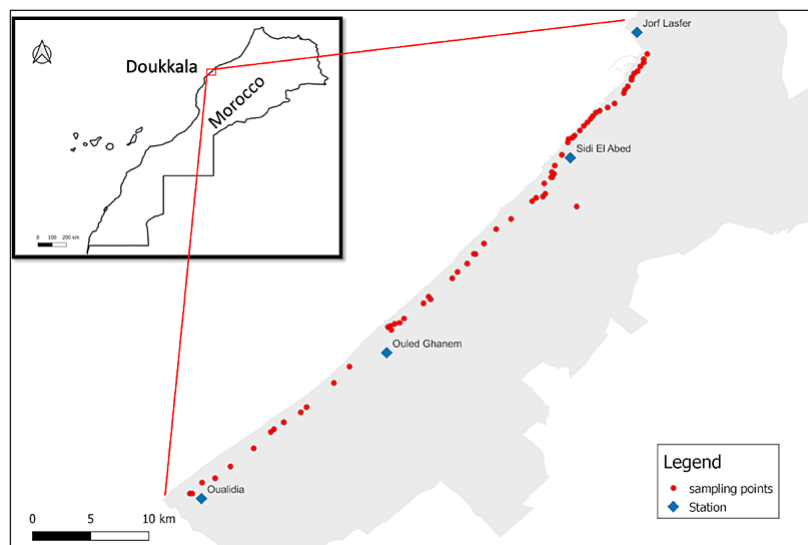 Jorf Lasfer
Doukkala
Morocco
0 100 200 km
Sidi El Abed
Ouled Ghanem
Oualidia
Legend
sampling points
Station
0 5 10 km